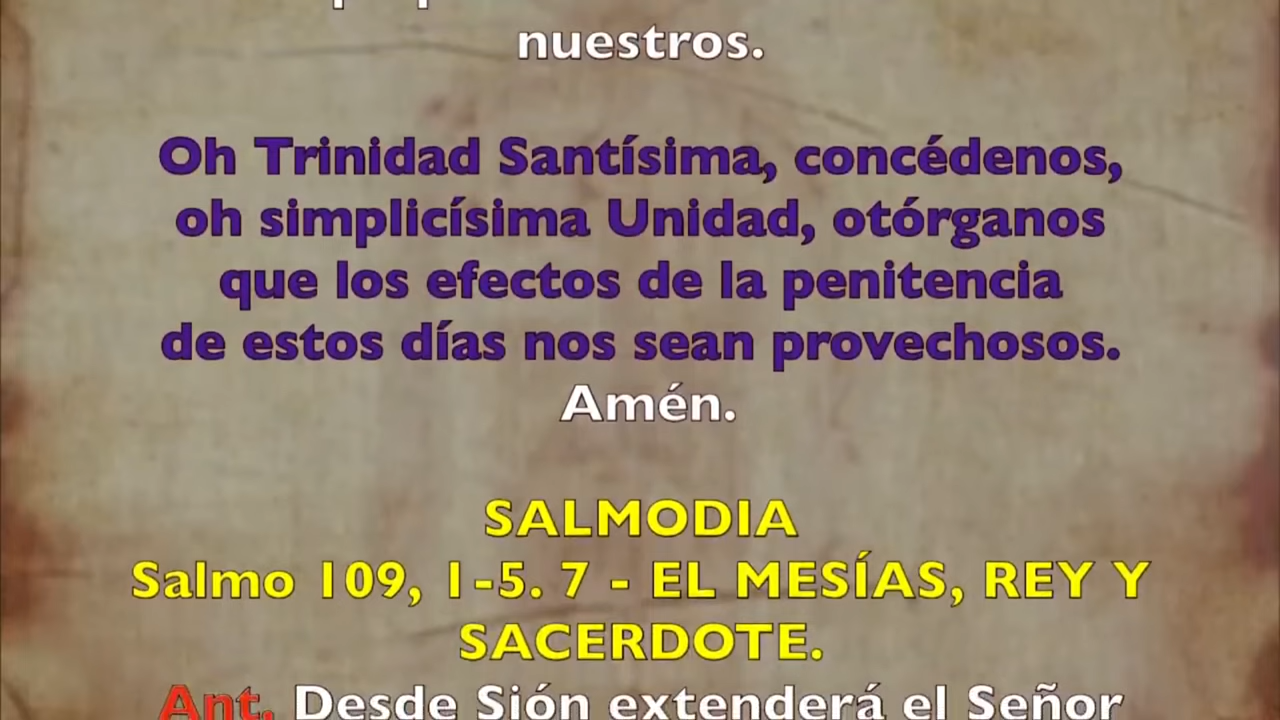 nuestros.
Oh Trinidad Santísima, concédenos,
oh simplicísima Unidad, otórganos
que los efectos de la penitencia
de estos días nos sean provechosos.
Amén.
SALMODIA
Salmo 109, 1-5. 7 - EL MESÍAS, REY Y
SACERDOTE.
Ant. Desde Sión extenderá el Señor